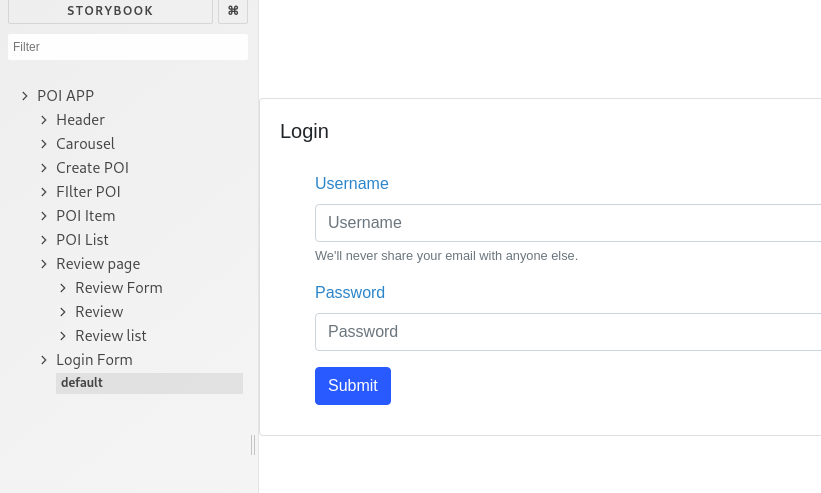 STORYBOOK
⌘
Filter
POI APP
Header
Carousel
Create POI
FIlter POI
POI Item
POI List
Review page
Review Form
Review
Review list
Login Form
default
Login
Username
Username
We'll never share your email with anyone else.
Password
Password
Submit